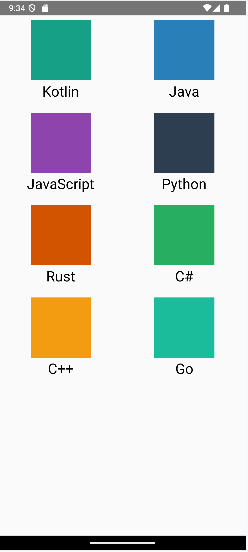 9:34
Kotlin Java
JavaScript Python
Rust C#
C++ Go